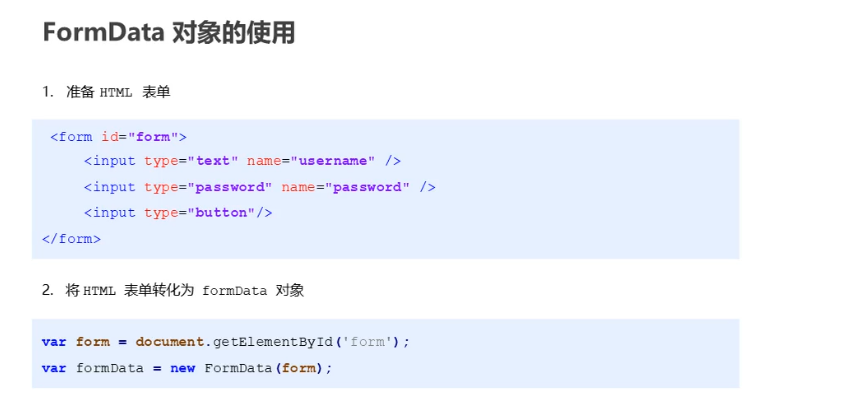 FormData 对象的使用
1. 准备 HTML 表单
<form id="form">
<input type="text" name="username" />
<input type="password" name="password" />
<input type="button"/>
</form>
2. 将 HTML 表单转化为 formData 对象
var form = document.getElementById('form');
var formData = new FormData(form);